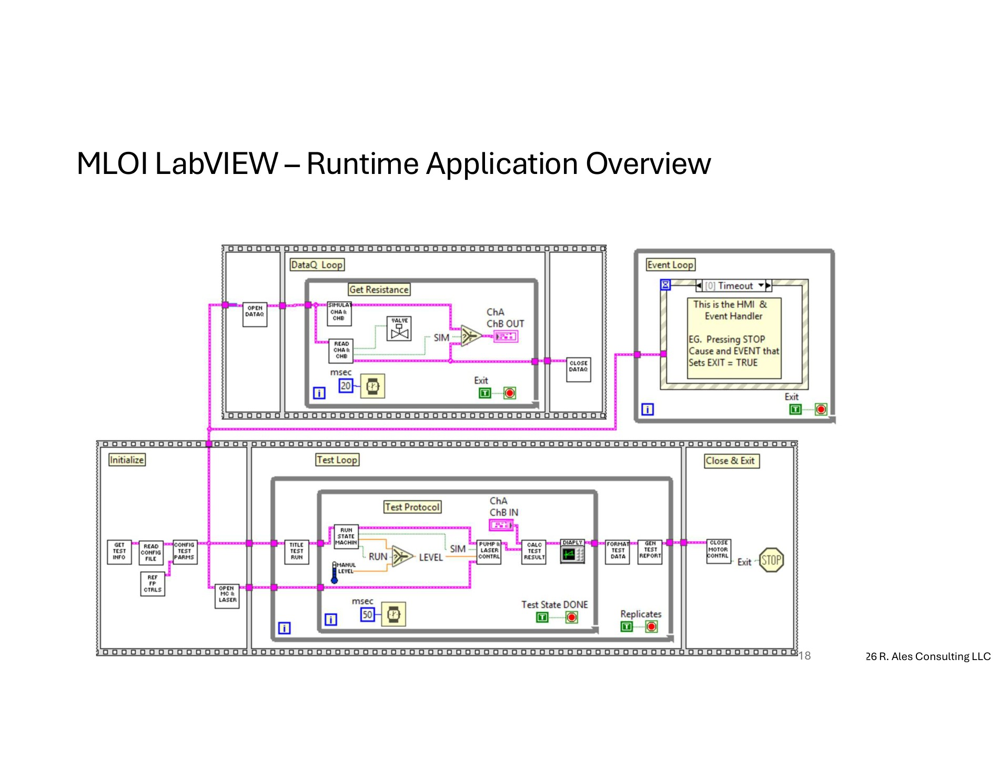 MLOI LabVIEW – Runtime Application Overview
DataQ Loop
Get Resistance
OPEN
DATAQ
SIMULAT
CHA&
CHB
VALVE
READ
CHA&
CHB
SIM
ChA
ChB OUT
msec
20
i
Exit
T
CLOSE
DATAQ
Event Loop
[0] Timeout
This is the HMI &
Event Handler
EG. Pressing STOP
Cause and EVENT that
Sets EXIT = TRUE
Exit
T
i
Initialize
GET
TEST
INFO
READ
CONFIG
FILE
CONFIG
TEST
PARMS
REF
FP
CTRLS
OPEN
MC &
LASER
Test Loop
TITLE
TEST
RUN
Test Protocol
RUN
STATE
MACHIN
RUN
MANUL
LEVEL
LEVEL
SIM
ChA
ChB IN
PUMP&
LASER
CONTRL
CALC
TEST
RESULT
DIAPLY
msec
50
i
Test State DONE
T
i
FORMAT
TEST
DATA
GEN
TEST
REPORT
Replicates
T
Close & Exit
CLOSE
MOTOR
CONTRL
Exit
STOP
18
26 R. Ales Consulting LLC